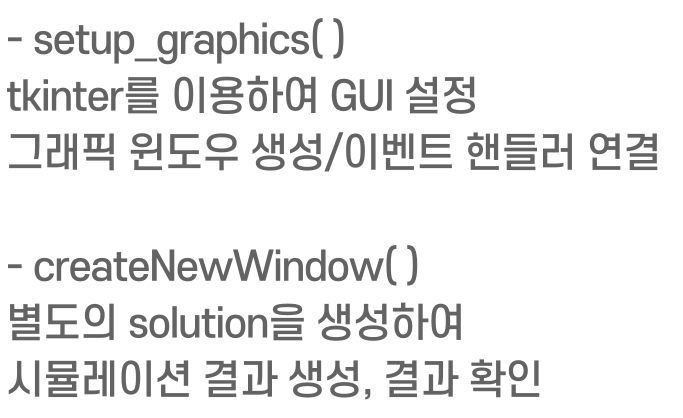 - setup_graphics( )
tkinter를 이용하여 GUI 설정
그래픽 윈도우 생성/이벤트 핸들러 연결
- createNewWindow( )
별도의 solution을 생성하여
시뮬레이션 결과 생성, 결과 확인